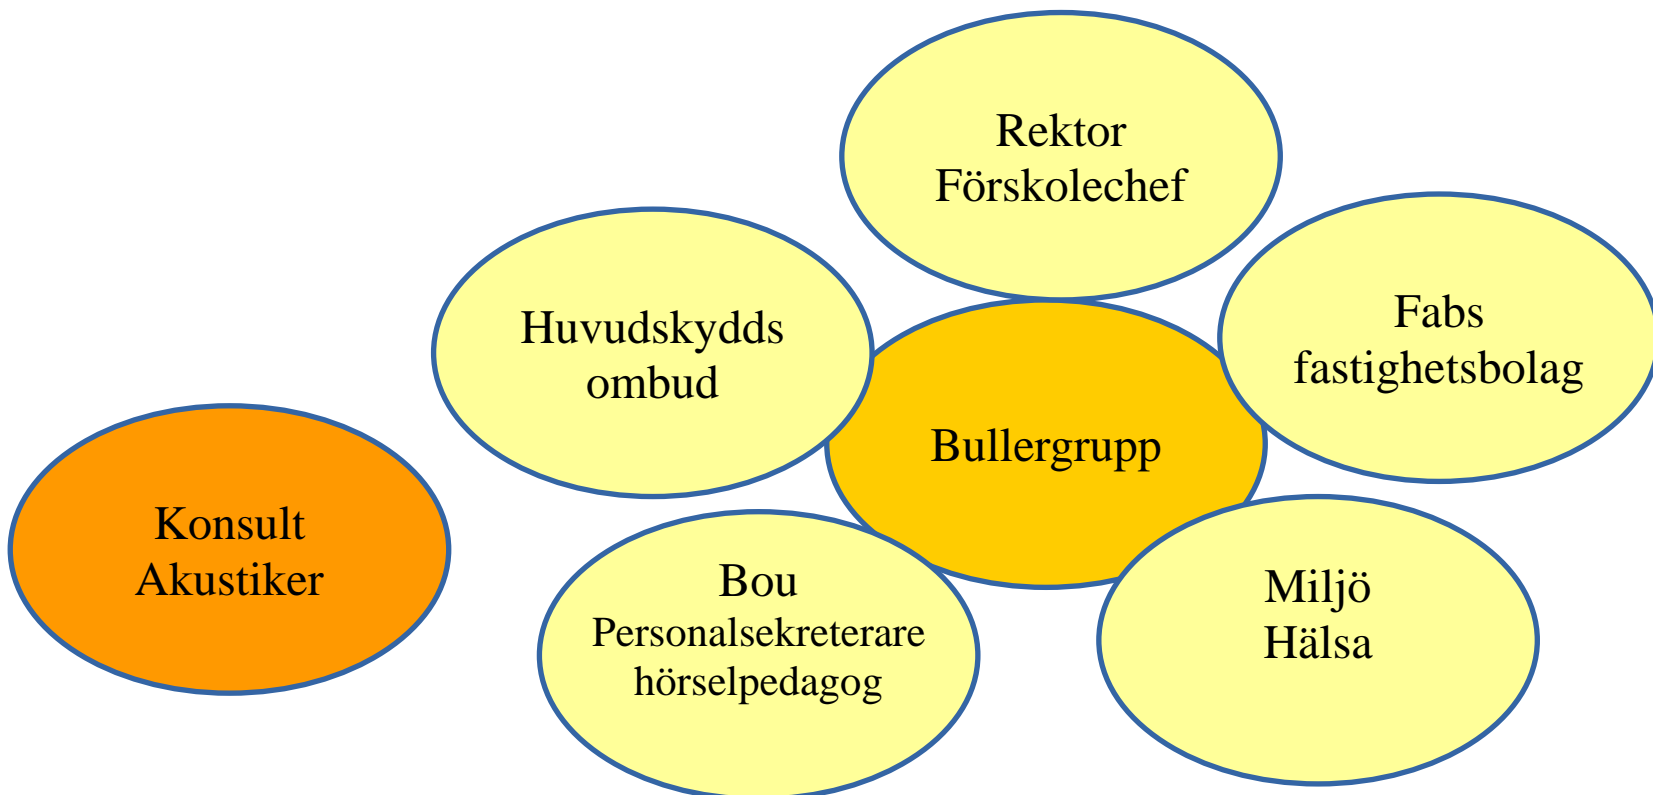 Rektor
Förskolechef
Huvudskydds
ombud
Fabs
fastighetsbolag
Bullergrupp
Konsult
Akustiker
Bou
Personalsekreterare
hörselpedagog
Miljö
Hälsa